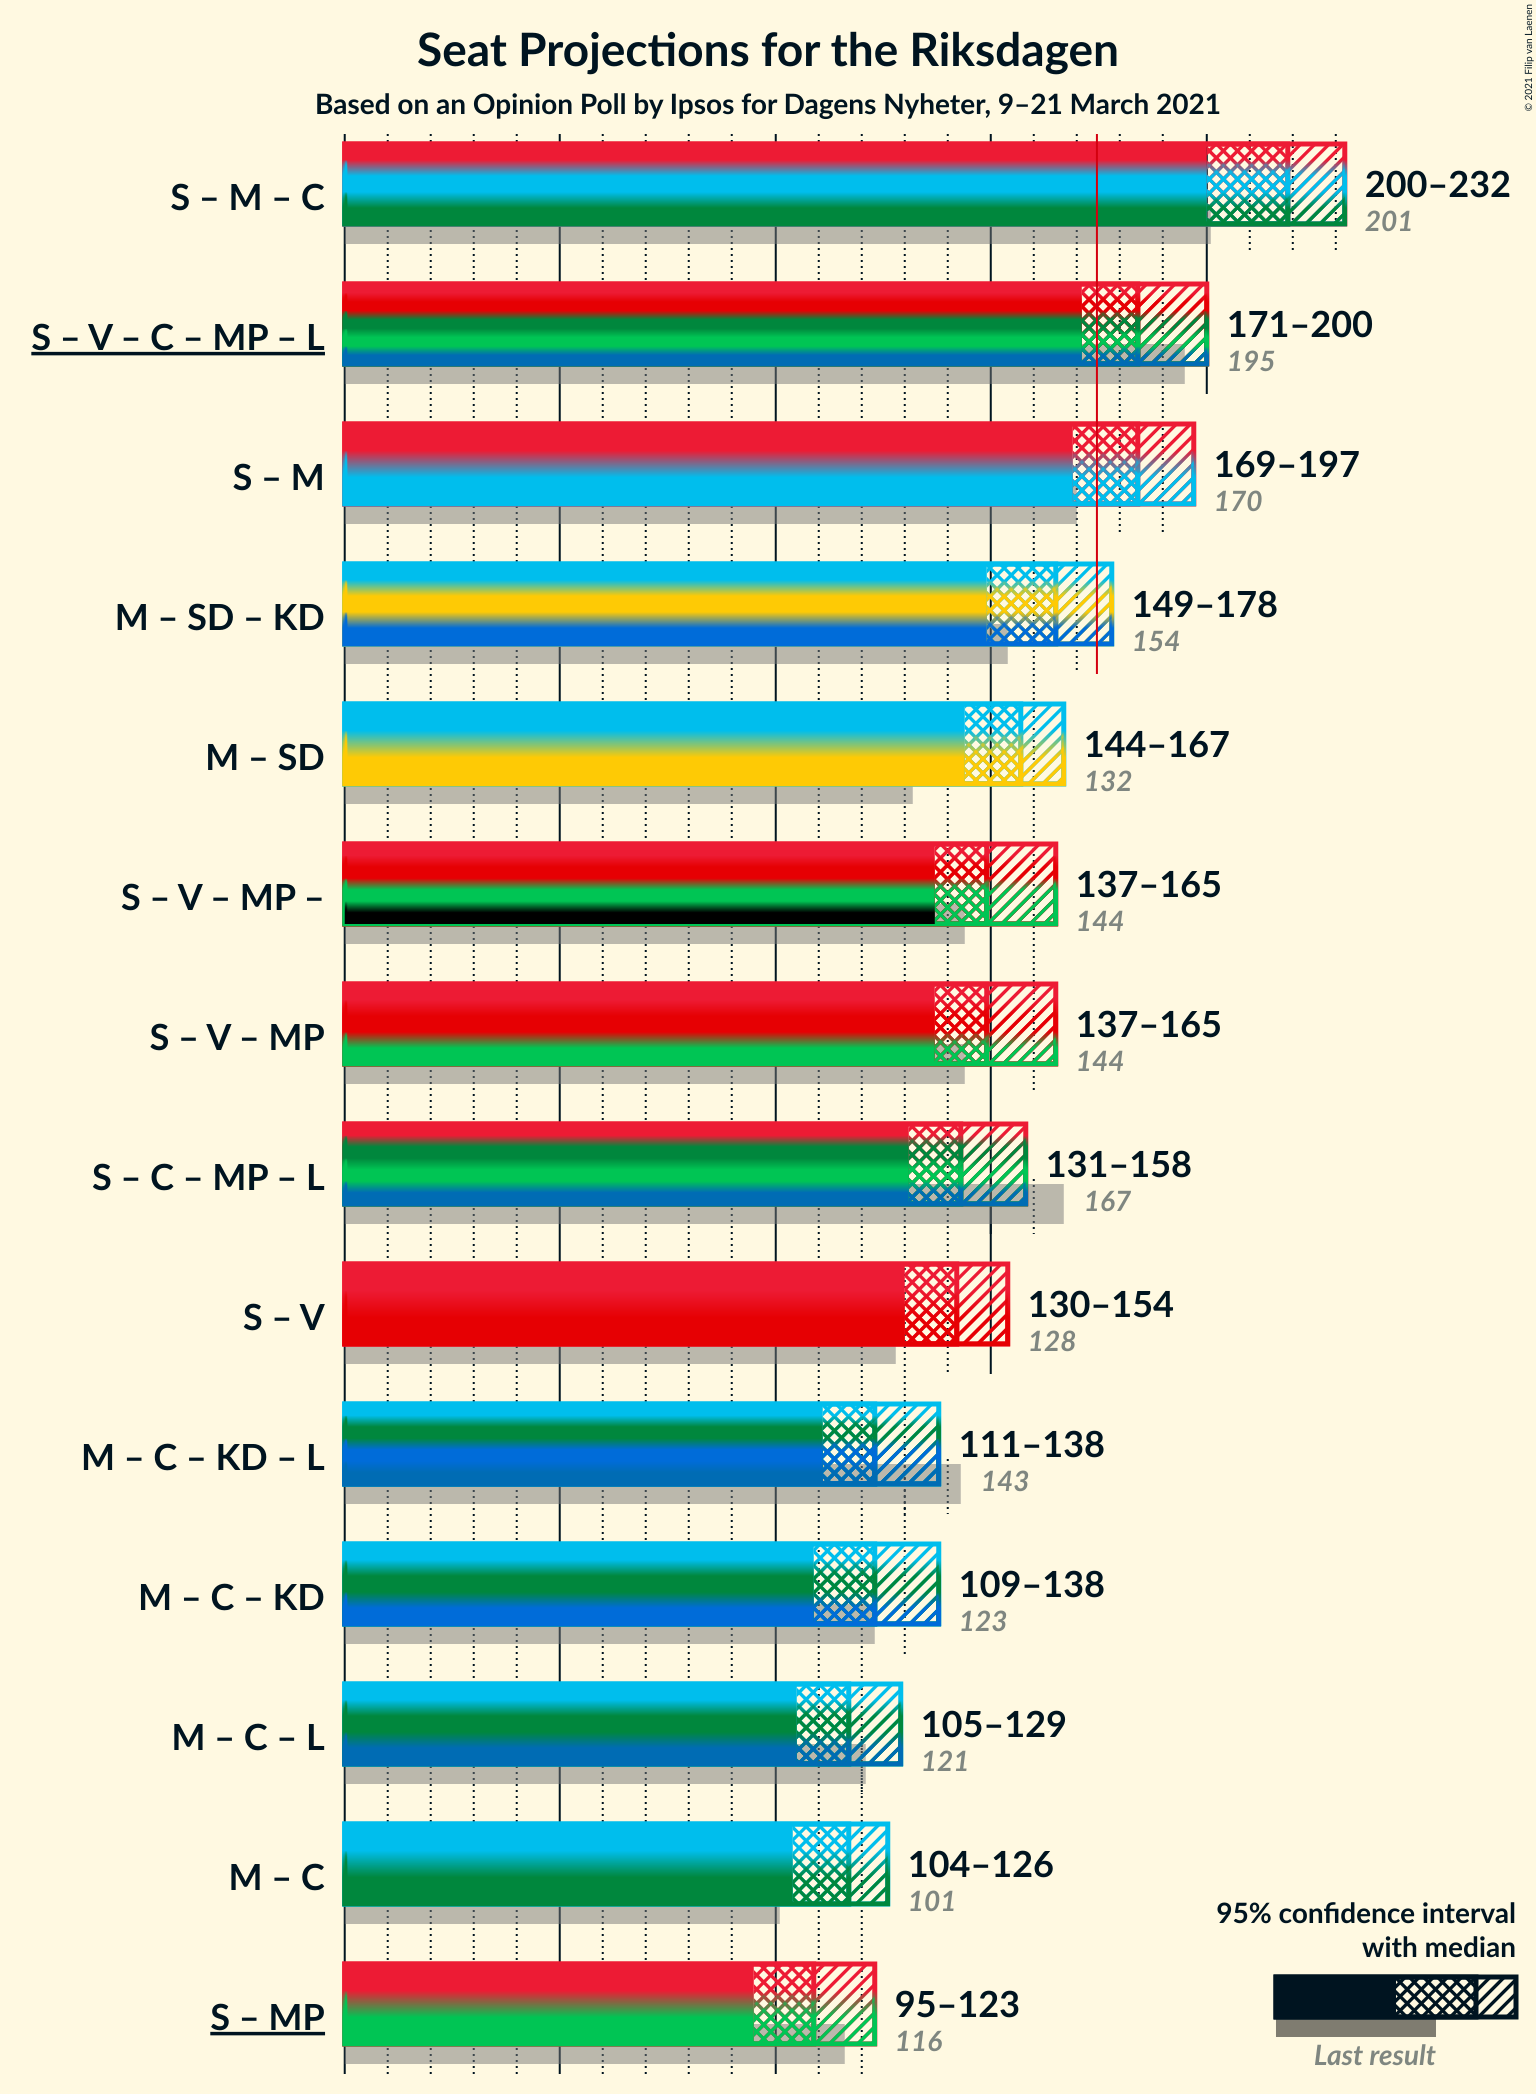 Seat Projections for the Riksdagen
Based on an Opinion Poll by Ipsos for Dagens Nyheter, 9–21 March 2021
© 2021 Filip van Laenen
S – M – C
200–232
201
S – V – C – MP – L
171–200
195
S – M
169–197
170
M – SD – KD
149–178
154
M – SD
144–167
132
S – V – MP –
137–165
144
S – V – MP
137–165
144
S – C – MP – L
131–158
167
S – V
130–154
128
M – C – KD – L
111–138
143
M – C – KD
109–138
123
M – C – L
105–129
121
M – C
104–126
101
S – MP
95–123
116
95% confidence interval
with median
Last result